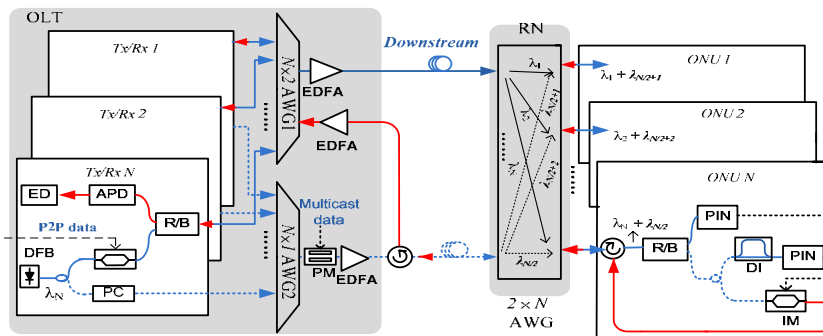 OLT
RN
Tx/Rx 1
Downstream
ONU 1
λ1
λ1 + λN/2+1
EDFA
Nx2 AWG1
λN/2+1
Tx/Rx 2
λ2
ONU 2
λ2 + λN/2+2
EDFA
λN
λN/2+2
Tx/Rx N
ONU N
ED
APD
Multicast
data
R/B
P2P data
λN + λN/2
PIN
DFB
Nx1 AWG2
R/B
PIN
λN
PC
PM
EDFA
λN/2
DI
2 × N
AWG
IM